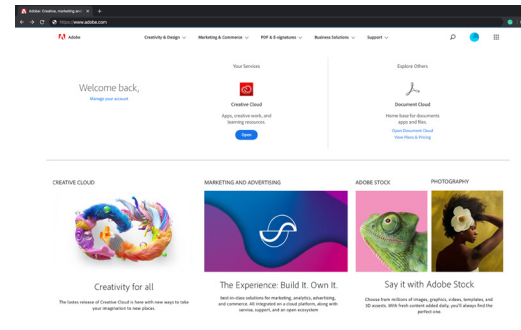 Adobe: Creative, marketing and
https://www.adobe.com
Adobe
Creativity & Design
Marketing & Commerce
PDF & E-signatures
Business Solutions
Support
Welcome back,
Manage your account
Your Services
Creative Cloud
Apps, creative work, and
learning resources.
Open
Explore Others
Document Cloud
Home base for documents
apps and files.
Open Document Cloud
View Plans & Pricing
CREATIVE CLOUD
MARKETING AND ADVERTISING
ADOBE STOCK
PHOTOGRAPHY
Creativity for all
The lastes release of Creative Cloud is here-with new ways to take
your imagination to new places.
The Experience: Build It. Own It.
best-in-class solutions for marketing, analytics, advertising,
and commerce. All integrated on a cloud platform, along with
service, support, and an open ecosystem
Say it with Adobe Stock
Choose from millions of images, graphics, videos, templates, and
3D assets. With fresh content added daily, you'll always find the
perfect one.